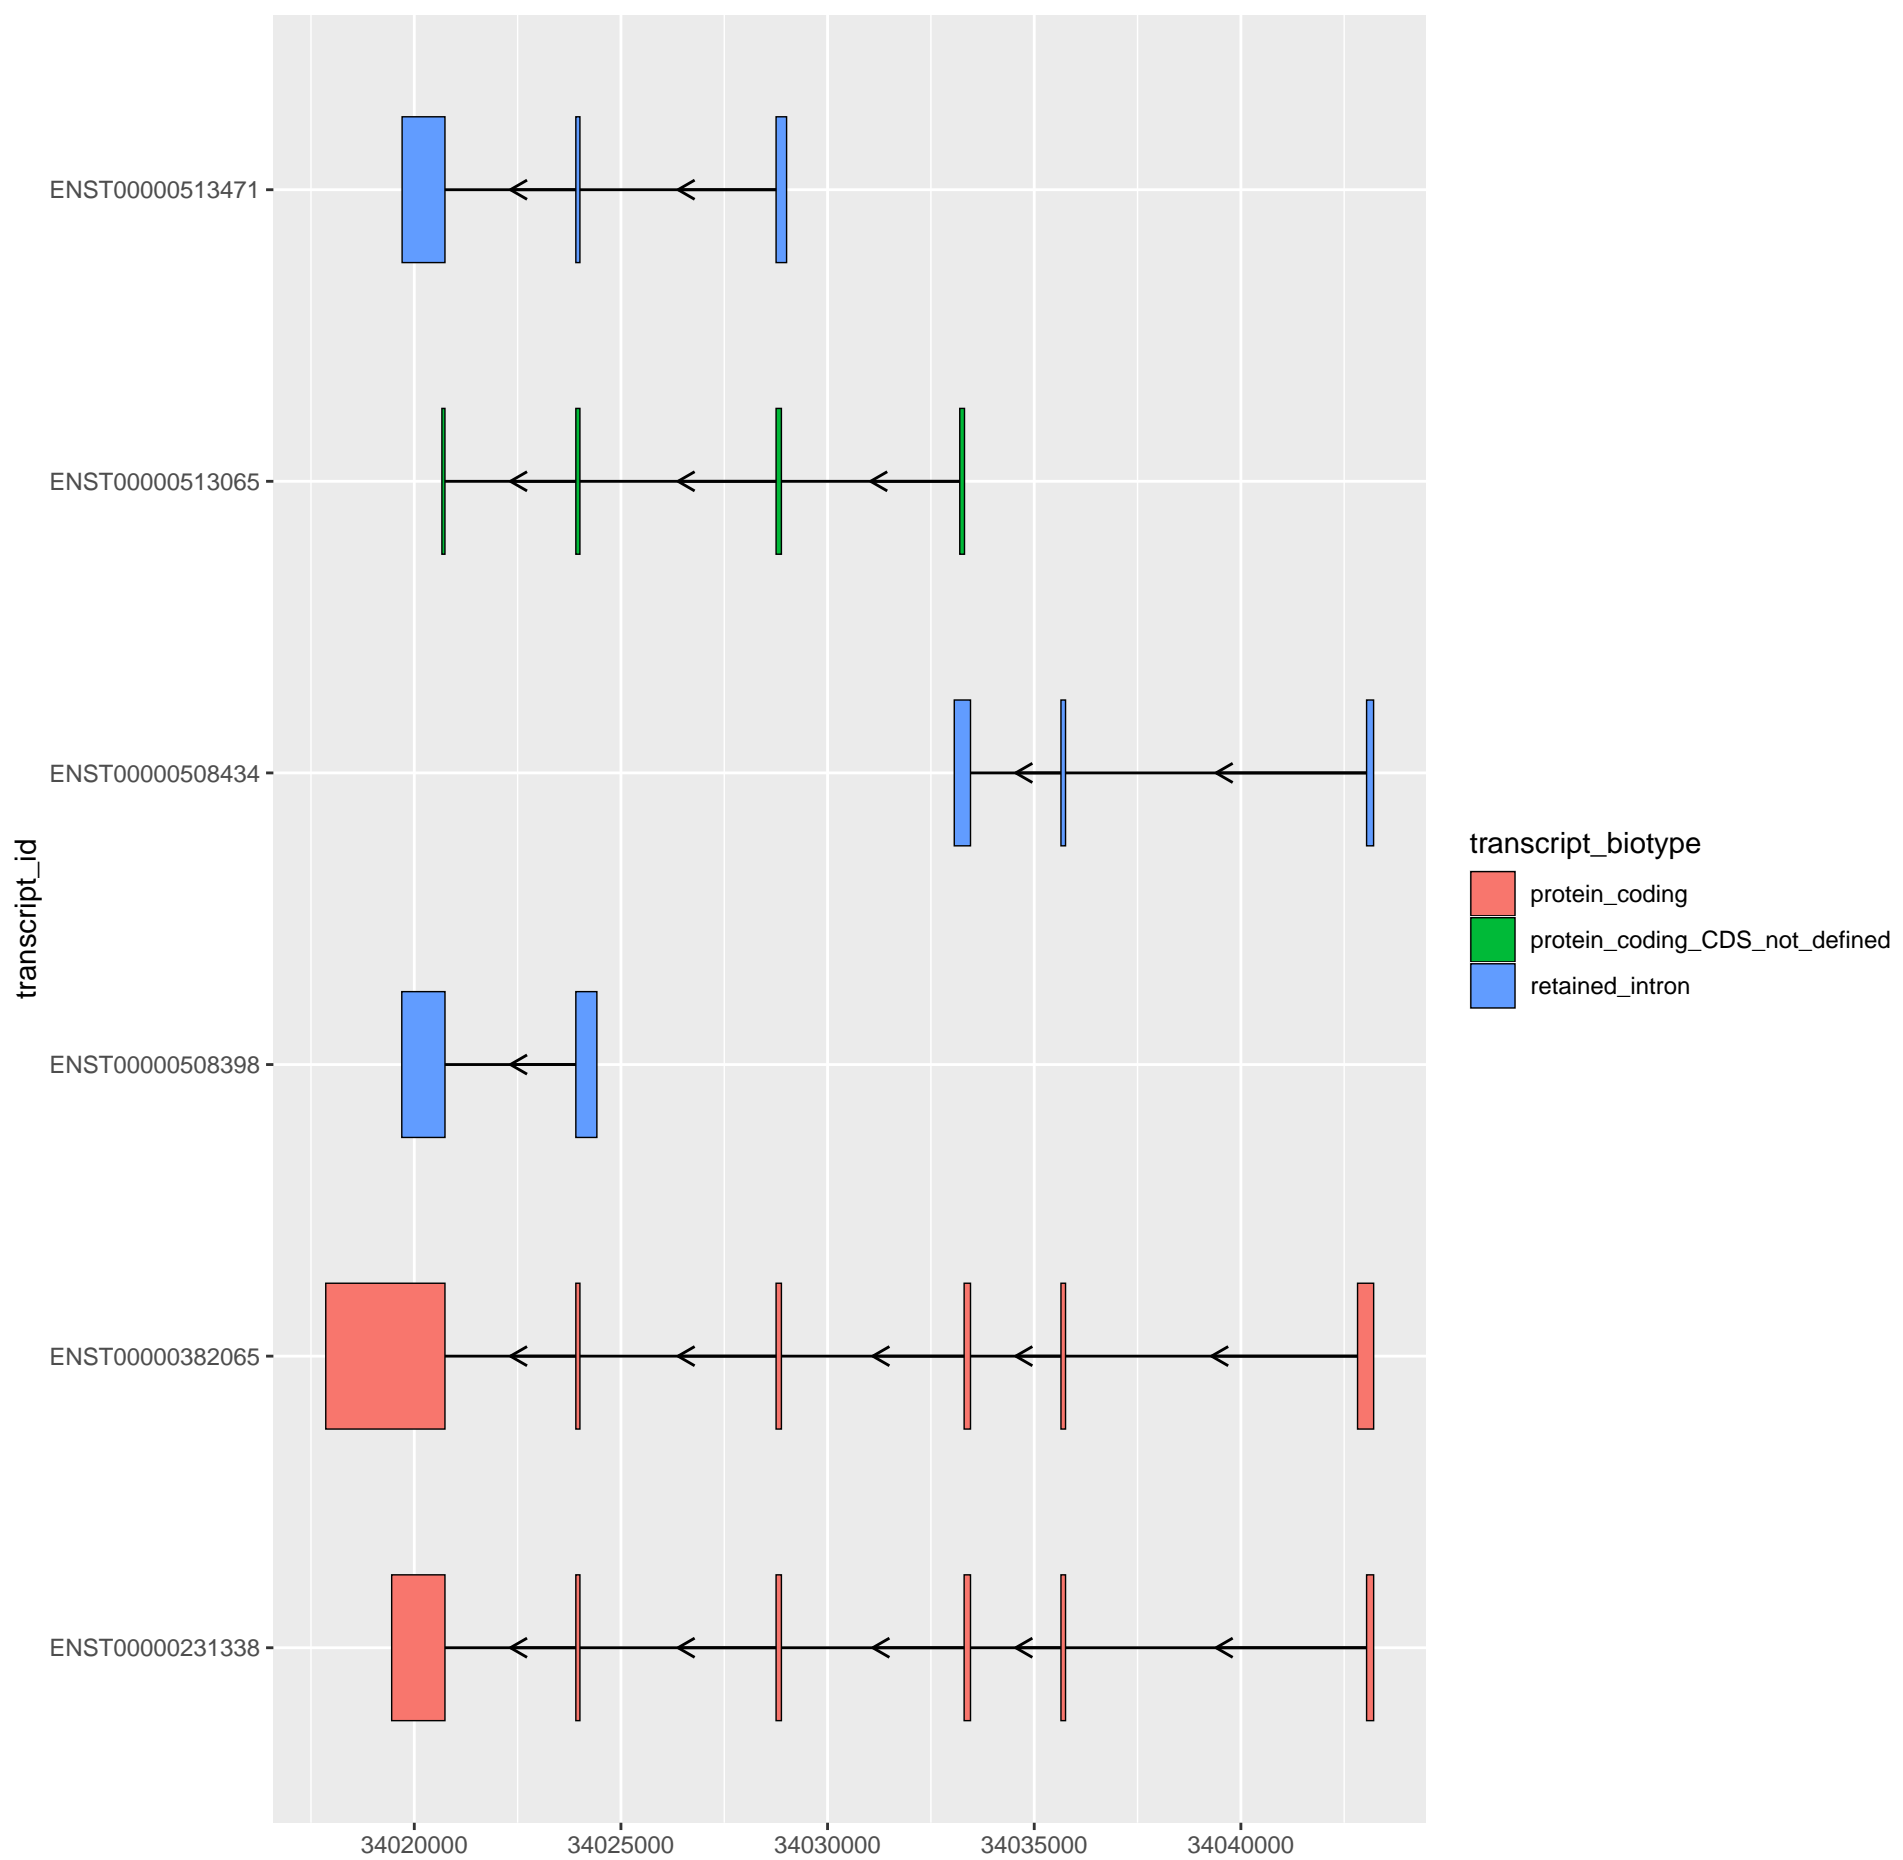 ENST00000513471
ENST00000513065
ENST00000508434
ENST00000508398
ENST00000382065
ENST00000231338
transcript_id
34020000
34025000
34030000
34035000
34040000
transcript_biotype
protein_coding
protein_coding_CDS_not_defined
retained_intron